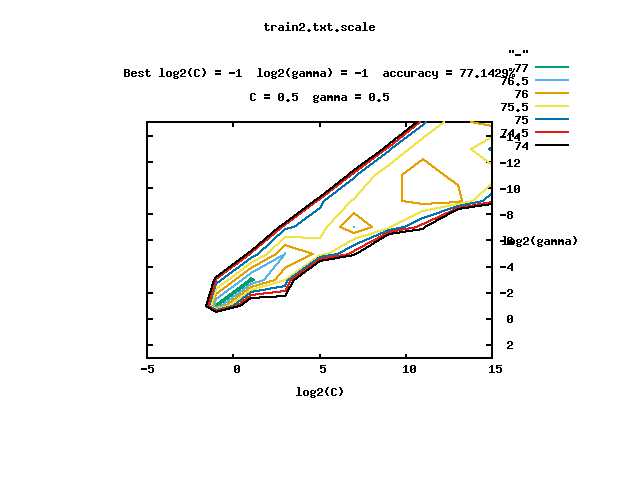 train2.txt.scale
"-"
Best log2(C) = -1  log2(gamma) = -1  accuracy = 77.1429%
77
76.5
C = 0.5  gamma = 0.5
76
75.5
75
74.5
74
-14
-12
-10
-8
-6
log2(gamma)
-4
-2
0
2
-5 0 5 10 15
log2(C)